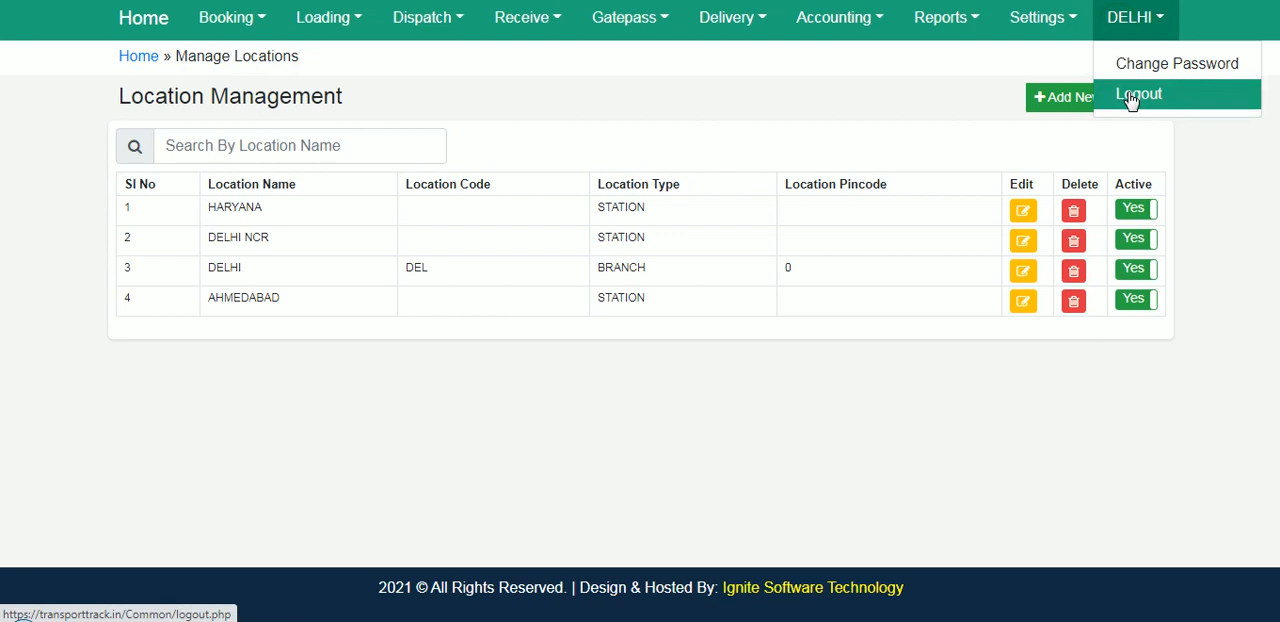 Home Booking Loading Dispatch Receive Gatepass Delivery Accounting Reports Settings DELHI
Home » Manage Locations
Change Password
Location Management
Add Ne
Logout
Search By Location Name
SI No Location Name Location Code Location Type Location Pincode Edit Delete Active
1 HARYANA STATION Yes
2 DELHI NCR STATION Yes
3 DELHI DEL BRANCH 0 Yes
4 AHMEDABAD STATION Yes
2021 © All Rights Reserved. | Design & Hosted By: Ignite Software Technology
https://transporttrack.in/Common/logout.php